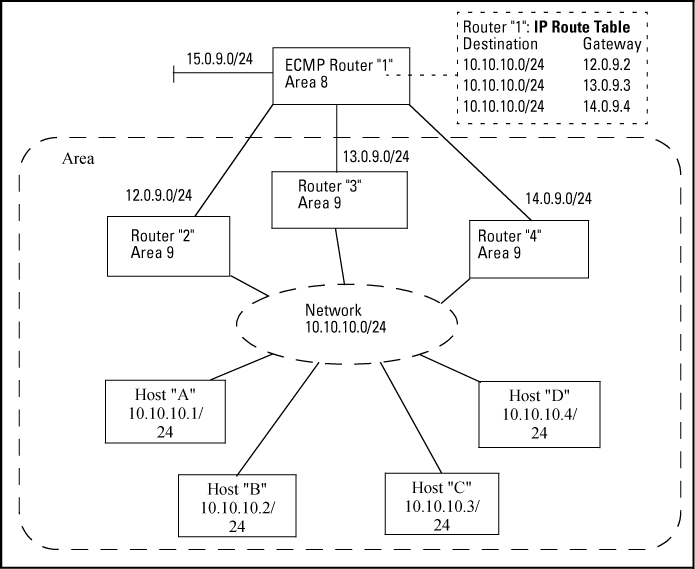 Router "1": IP Route Table
Destination Gateway
10.10.10.0/24 12.0.9.2
10.10.10.0/24 13.0.9.3
10.10.10.0/24 14.0.9.4
15.0.9.0/24
ECMP Router "1"
Area 8
Area
13.0.9.0/24
12.0.9.0/24
Router "3"
Area 9
14.0.9.0/24
Router "2"
Area 9
Router "4"
Area 9
Network
10.10.10.0/24
Host "A"
10.10.10.1/
24
Host "D"
10.10.10.4/
24
Host "B"
10.10.10.2/
24
Host "C"
10.10.10.3/
24